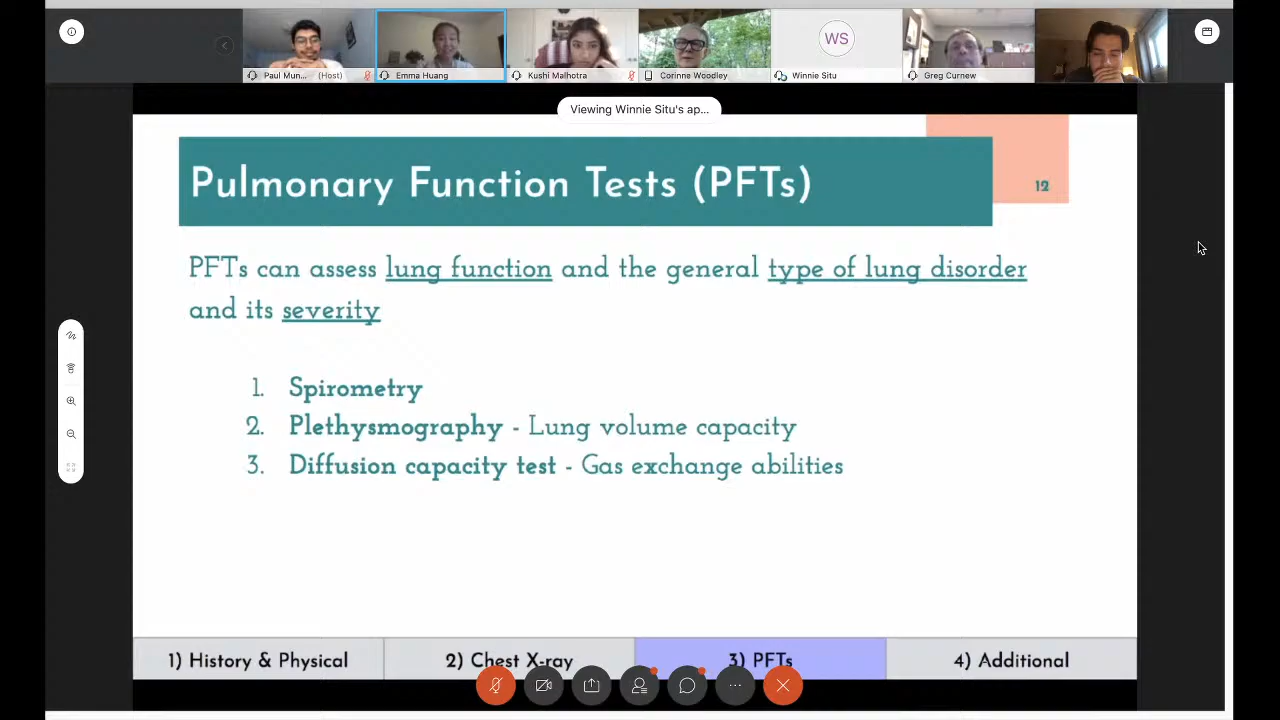 Paul Mun... (Host)
Emma Huang
Kushi Malhotra
Corinne Woodley
WS
Winnie Situ
Greg Curnew
Viewing Winnie Situ's ap...
Pulmonary Function Tests (PFTs)
12
PFTs can assess lung function and the general type of lung disorder
and its severity
1. Spirometry
2. Plethysmography - Lung volume capacity
3. Diffusion capacity test - Gas exchange abilities
1) History & Physical
2) Chest X-ray
3) PFTs
4) Additional